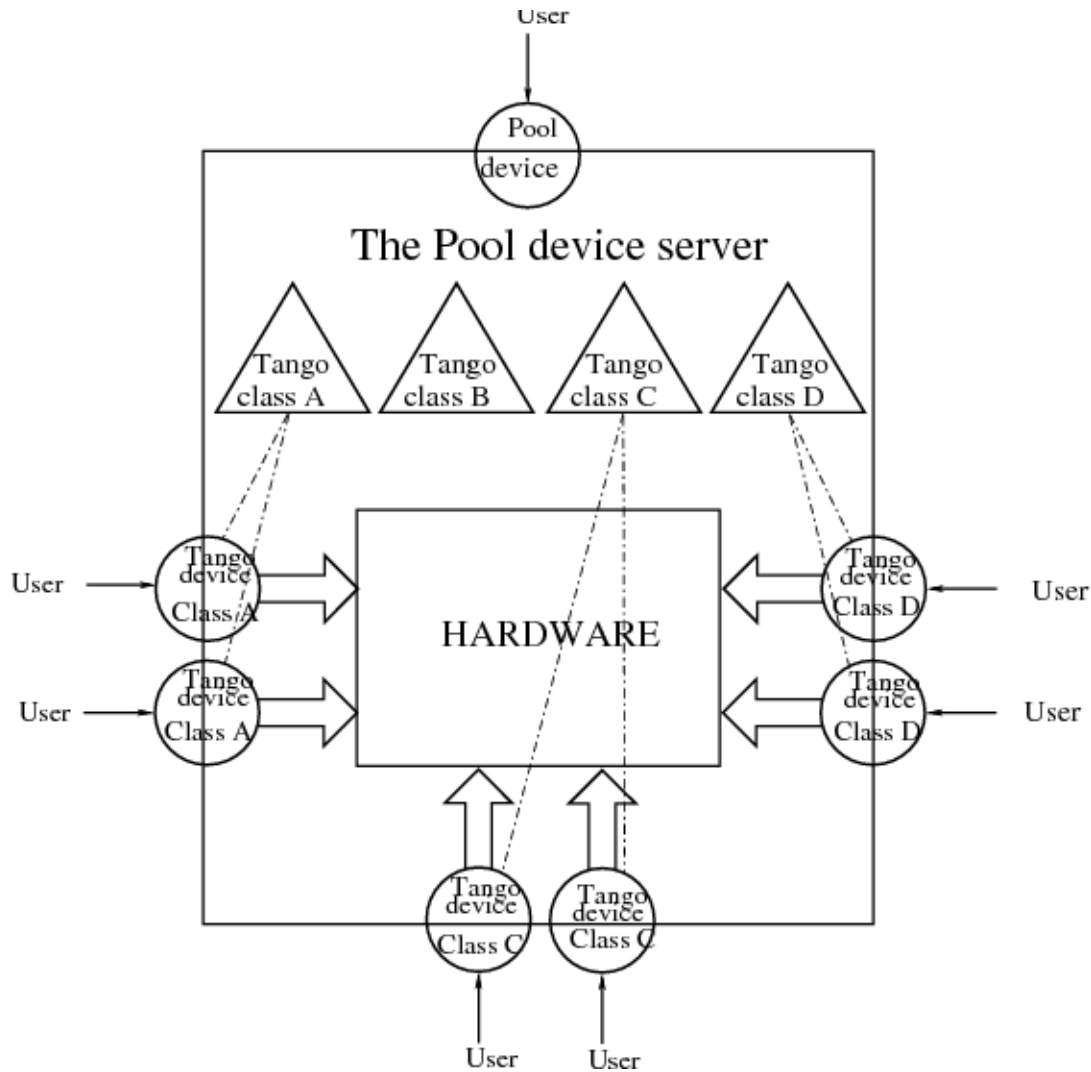 User
Pool
device
The Pool device server
Tango
class A
Tango
class B
Tango
class C
Tango
class D
User
Tango
device
Class A
HARDWARE
Tango
device
Class D
User
User
Tango
device
Class A
Tango
device
Class D
User
Tango
device
Class C
Tango
device
Class C
User
User